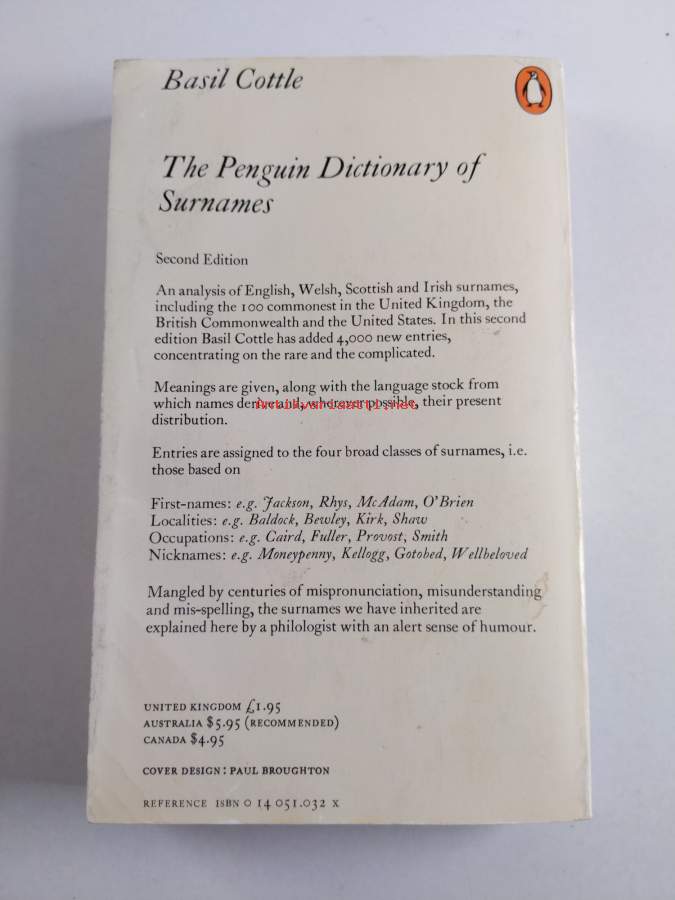 Basil Cottle
The Penguin Dictionary of
Surnames
Second Edition
An analysis of English, Welsh, Scottish and Irish surnames,
including the 100 commonest in the United Kingdom, the
British Commonwealth and the United States. In this second
edition Basil Cottle has added 4,000 new entries,
concentrating on the rare and the complicated.
Meanings are given, along with the language stock from
which names derive and, wherever possible, their present
distribution.
Antikvariaatti.net
Entries are assigned to the four broad classes of surnames, i.e.
those based on
First-names: e.g. Jackson, Rhys, McAdam, O'Brien
Localities: e.g. Baldock, Bewley, Kirk, Shaw
Occupations: e.g. Caird, Fuller, Provost, Smith
Nicknames: e.g. Moneypenny, Kellogg, Gotobed, Wellbeloved
Mangled by centuries of mispronunciation, misunderstanding
and mis-spelling, the surnames we have inherited are
explained here by a philologist with an alert sense of humour.
UNITED KINGDOM £1.95
AUSTRALIA $5.95 (RECOMMENDED)
CANADA $4.95
COVER DESIGN: PAUL BROUGHTON
REFERENCE ISBN 0 14 051.032 X